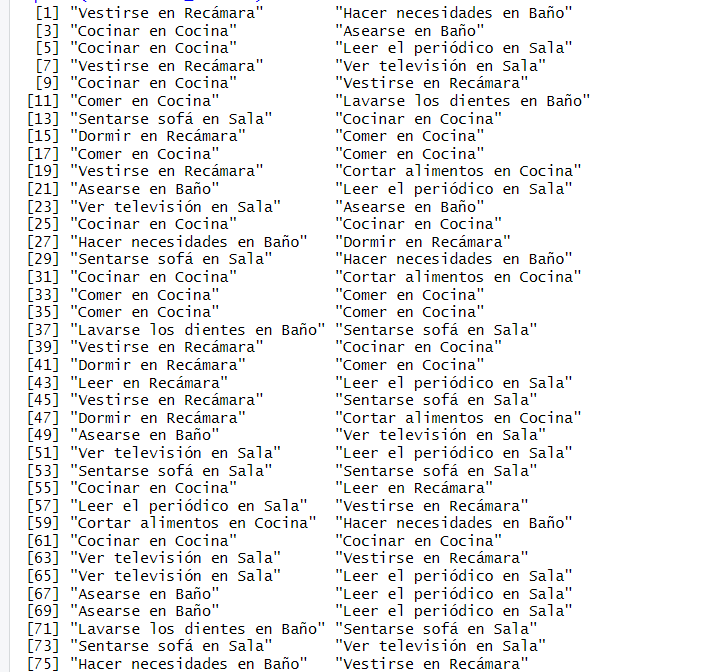 [1] "Vestirse en Recámara" "Hacer necesidades en Baño"
[3] "Cocinar en Cocina" "Asearse en Baño"
[5] "Cocinar en Cocina" "Leer el periódico en Sala"
[7] "Vestirse en Recámara" "Ver televisión en Sala"
[9] "Cocinar en Cocina" "Vestirse en Recámara"
[11] "Comer en Cocina" "Lavarse los dientes en Baño"
[13] "Sentarse sofá en Sala" "Cocinar en Cocina"
[15] "Dormir en Recámara" "Comer en Cocina"
[17] "Comer en Cocina" "Comer en Cocina"
[19] "Vestirse en Recámara" "Cortar alimentos en Cocina"
[21] "Asearse en Baño" "Leer el periódico en Sala"
[23] "Ver televisión en Sala" "Asearse en Baño"
[25] "Cocinar en Cocina" "Cocinar en Cocina"
[27] "Hacer necesidades en Baño" "Dormir en Recámara"
[29] "Sentarse sofá en Sala" "Hacer necesidades en Baño"
[31] "Cocinar en Cocina" "Cortar alimentos en Cocina"
[33] "Comer en Cocina" "Comer en Cocina"
[35] "Comer en Cocina" "Comer en Cocina"
[37] "Lavarse los dientes en Baño" "Sentarse sofá en Sala"
[39] "Vestirse en Recámara" "Cocinar en Cocina"
[41] "Dormir en Recámara" "Comer en Cocina"
[43] "Leer en Recámara" "Leer el periódico en Sala"
[45] "Vestirse en Recámara" "Sentarse sofá en Sala"
[47] "Dormir en Recámara" "Cortar alimentos en Cocina"
[49] "Asearse en Baño" "Ver televisión en Sala"
[51] "Ver televisión en Sala" "Leer el periódico en Sala"
[53] "Sentarse sofá en Sala" "Sentarse sofá en Sala"
[55] "Cocinar en Cocina" "Leer en Recámara"
[57] "Leer el periódico en Sala" "Vestirse en Recámara"
[59] "Cortar alimentos en Cocina" "Hacer necesidades en Baño"
[61] "Cocinar en Cocina" "Cocinar en Cocina"
[63] "Ver televisión en Sala" "Vestirse en Recámara"
[65] "Ver televisión en Sala" "Leer el periódico en Sala"
[67] "Asearse en Baño" "Leer el periódico en Sala"
[69] "Asearse en Baño" "Leer el periódico en Sala"
[71] "Lavarse los dientes en Baño" "Sentarse sofá en Sala"
[73] "Sentarse sofá en Sala" "Ver televisión en Sala"
[75] "Hacer necesidades en Baño" "Vestirse en Recámara"